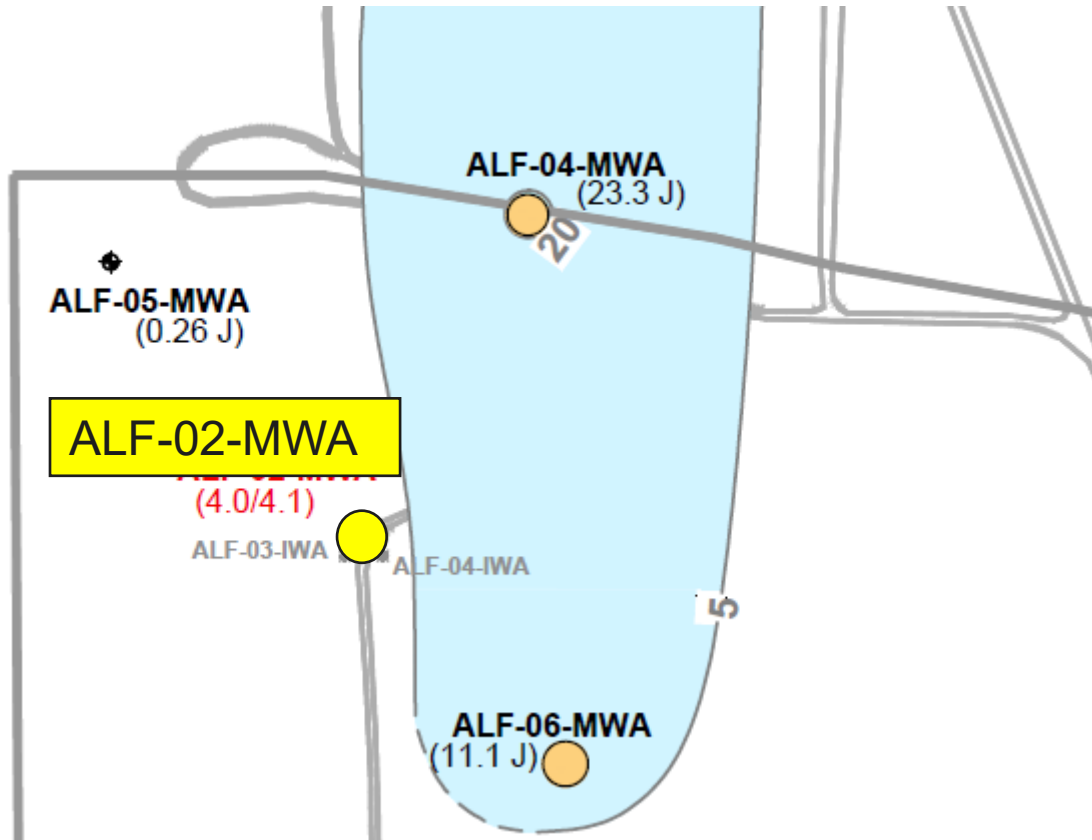 ALF-04-MWA
(23.3 J)
20
ALF-05-MWA
(0.26 J)
ALF-02-MWA
(4.0/4.1)
ALF-03-IWA
ALF-04-IWA
5
ALF-06-MWA
(11.1 J)